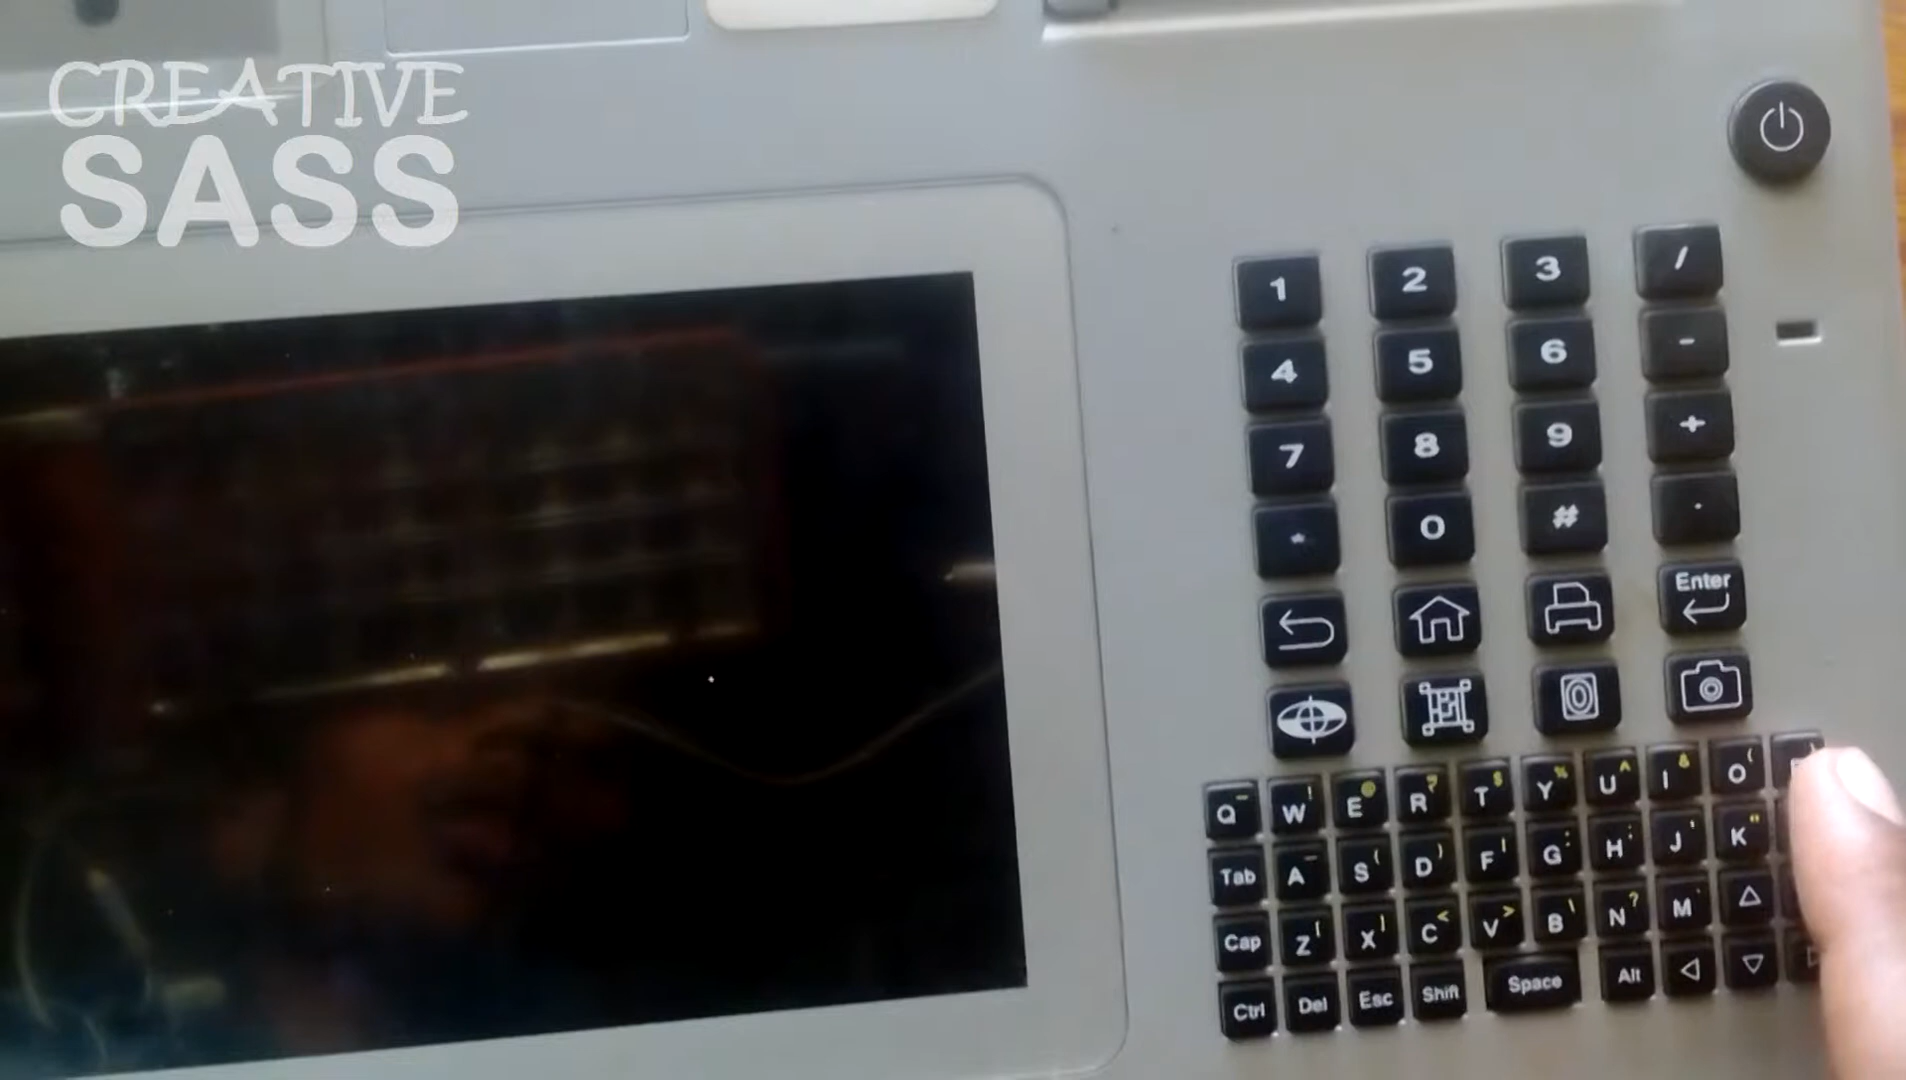 CREATIVE
SASS
1 2 3 /
4 5 6 -
7 8 9 +
* 0 # .
Enter
Q W ! E R T $ Y % U ^ I & O (
Tab A S ( D ) F G : H ; J ' K "
Cap Z [ X ] C < V > B \ N ? M
Ctrl Del Esc Shift Space Alt